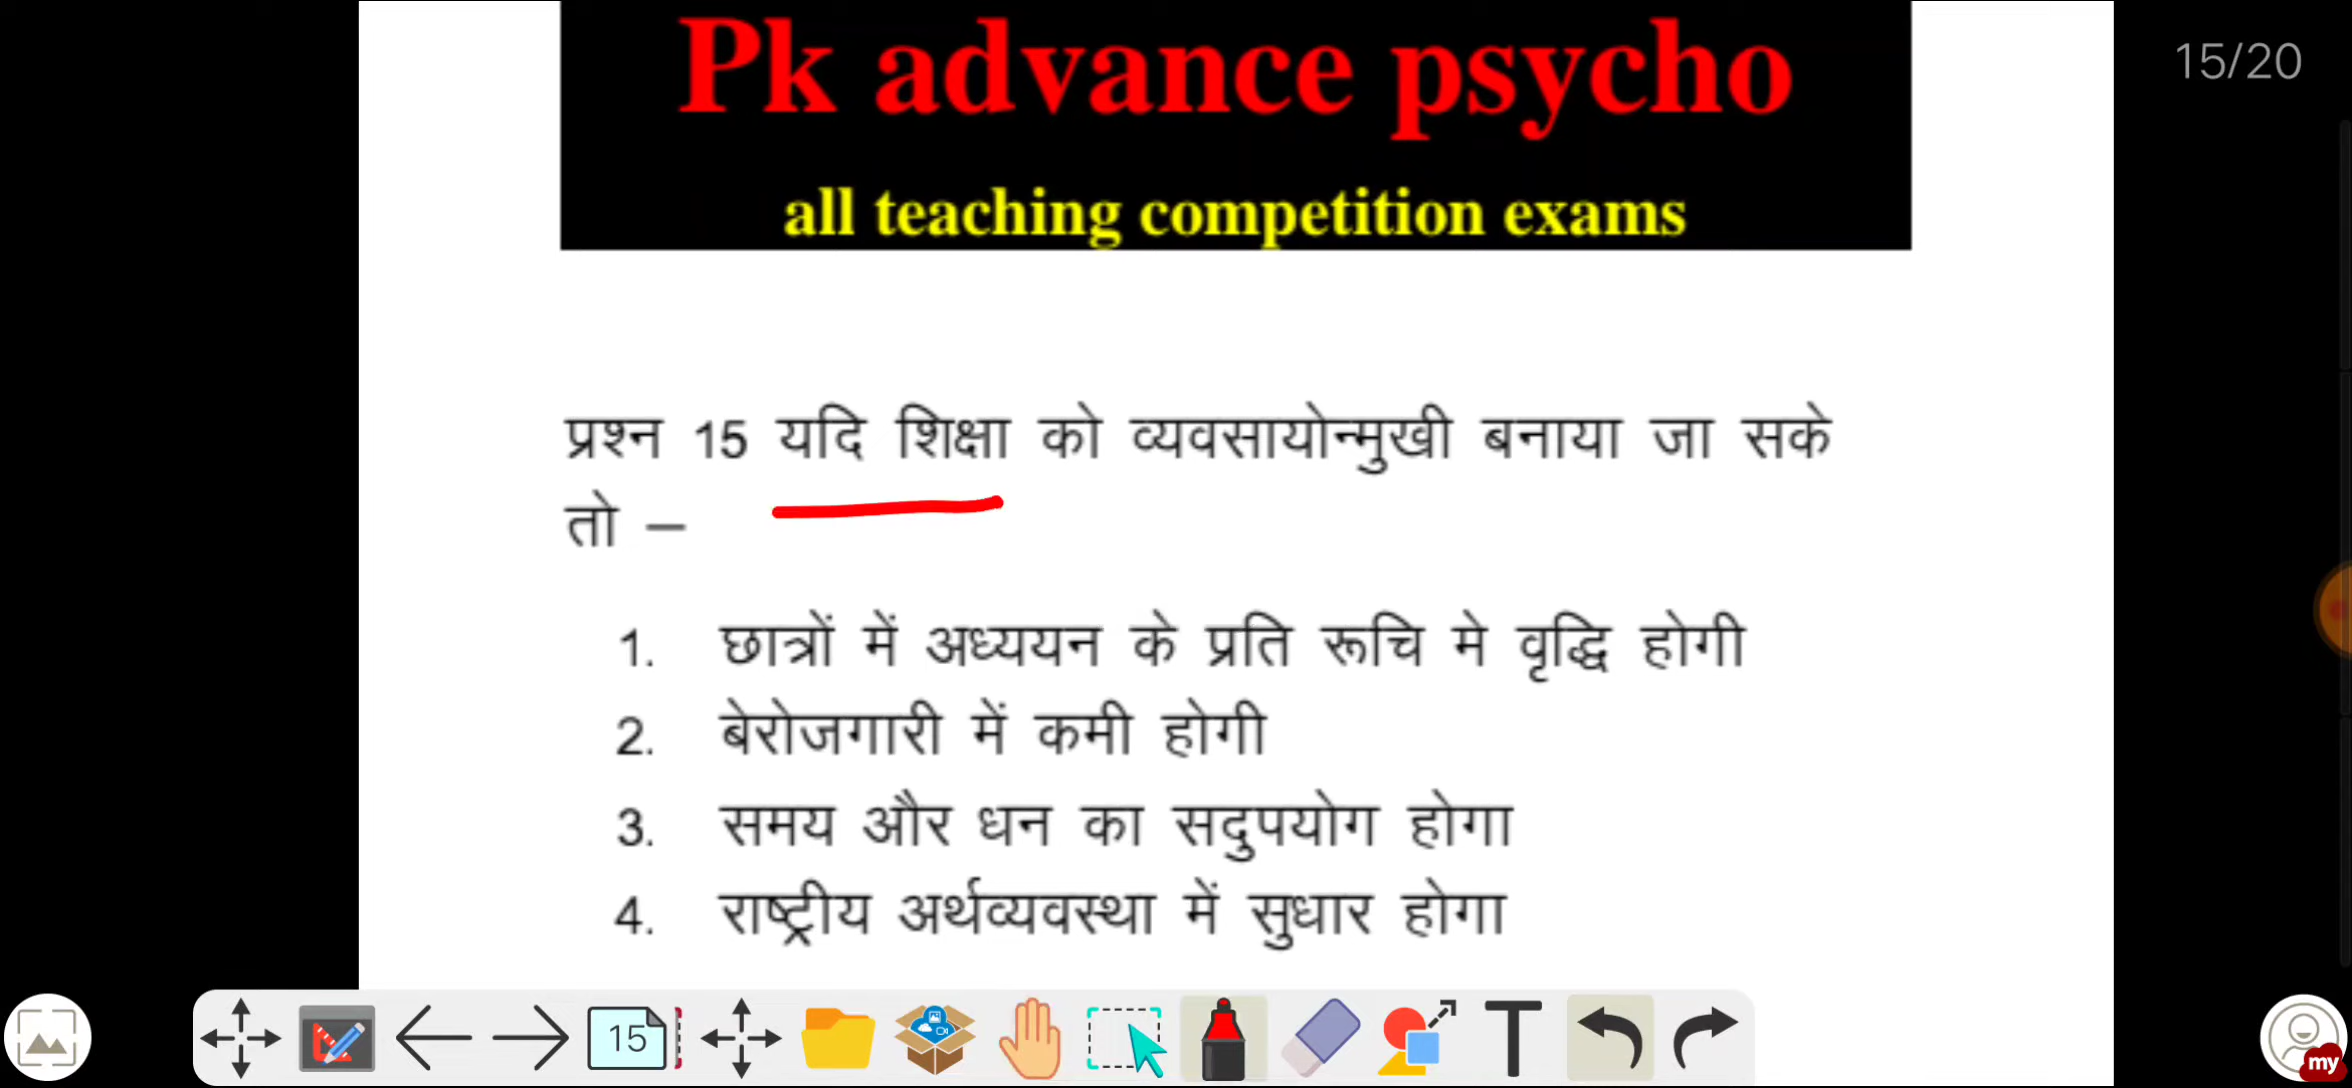 Pk advance psycho
15/20
all teaching competition exams
प्रश्न 15 यदि शिक्षा को व्यवसायोन्मुखी बनाया जा सके
तो –
1. छात्रों में अध्ययन के प्रति रूचि मे वृद्धि होगी
2. बेरोजगारी में कमी होगी
3. समय और धन का सदुपयोग होगा
4. राष्ट्रीय अर्थव्यवस्था में सुधार होगा
15
T
my